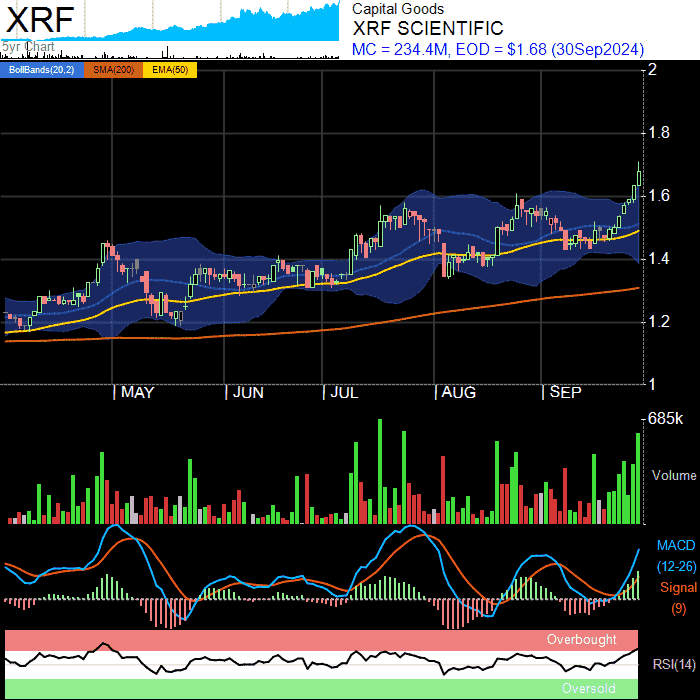 XRF
5yr Chart
Capital Goods
XRF SCIENTIFIC
MC = 234.4M, EOD = $1.68 (30Sep2024)
BollBands(20,2) SMA(200) EMA(50)
2
1.8
1.6
1.4
1.2
1
MAY JUN JUL AUG SEP
685k
Volume
MACD
(12-26)
Signal
(9)
Overbought
RSI(14)
Oversold